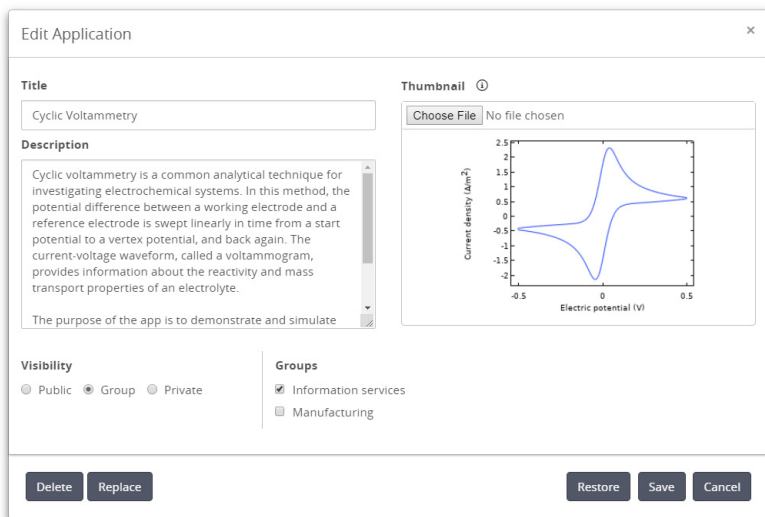 Edit Application
×
Title
Cyclic Voltammetry
Description
Cyclic voltammetry is a common analytical technique for
investigating electrochemical systems. In this method, the
potential difference between a working electrode and a
reference electrode is swept linearly in time from a start
potential to a vertex potential, and back again. The
current-voltage waveform, called a voltammogram,
provides information about the reactivity and mass
transport properties of an electrolyte.
The purpose of the app is to demonstrate and simulate
Thumbnail
Choose File No file chosen
2.5
2
1.5
1
0.5
0
-0.5
-1
-1.5
-2
Current density (A/m²)
-0.5 0 0.5
Electric potential (V)
Visibility
Public Group Private
Groups
Information services
Manufacturing
Delete Replace Restore Save Cancel